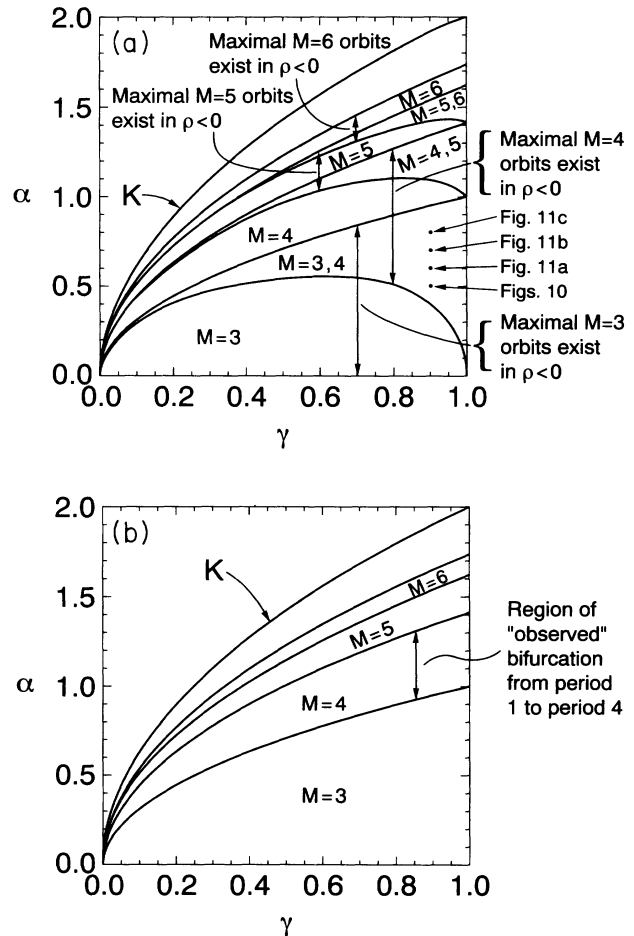 (a)
Maximal M=6 orbits
exist in ρ<0
Maximal M=5 orbits
exist in ρ<0
K
M=6
M=5,6
M=5
M=4,5
M=4
M=3,4
M=3
Maximal M=4
orbits exist
in ρ<0
Fig. 11c
Fig. 11b
Fig. 11a
Figs. 10
Maximal M=3
orbits exist
in ρ<0
2.0
1.5
1.0
0.5
0.0
α
0.0 0.2 0.4 0.6 0.8 1.0
γ
(b)
K
M=6
M=5
M=4
M=3
Region of
"observed"
bifurcation
from period
1 to period 4
2.0
1.5
1.0
0.5
0.0
α
0.0 0.2 0.4 0.6 0.8 1.0
γ